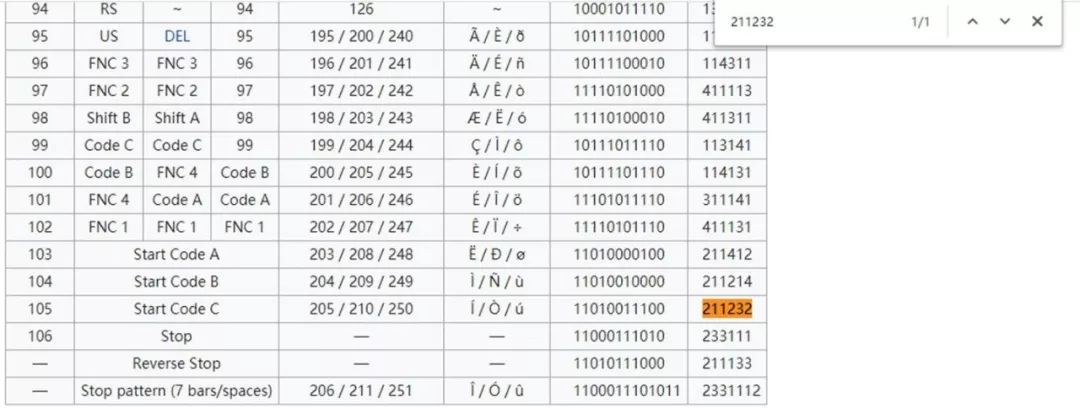 211232 1/1
94 RS ~ 94 126 ~ 10001011110
95 US DEL 95 195 / 200 / 240 Ã / È / ð 10111101000
96 FNC 3 FNC 3 96 196 / 201 / 241 Ä / É / ñ 10111100010 114311
97 FNC 2 FNC 2 97 197 / 202 / 242 Å / Ê / ò 11110101000 411113
98 Shift B Shift A 98 198 / 203 / 243 Æ / Ë / ó 11110100010 411311
99 Code C Code C 99 199 / 204 / 244 Ç / Ì / ô 10111011110 113141
100 Code B FNC 4 Code B 200 / 205 / 245 È / Í / õ 10111101110 114131
101 FNC 4 Code A Code A 201 / 206 / 246 É / Î / ö 11101011110 311141
102 FNC 1 FNC 1 FNC 1 202 / 207 / 247 Ê / Ï / ÷ 11110101110 411131
103 Start Code A 203 / 208 / 248 Ë / Ð / ø 11010000100 211412
104 Start Code B 204 / 209 / 249 Ì / Ñ / ù 11010010000 211214
105 Start Code C 205 / 210 / 250 Í / Ò / ú 11010011100 211232
106 Stop — — 11000111010 233111
— Reverse Stop — — 11010111000 211133
— Stop pattern (7 bars/spaces) 206 / 211 / 251 Î / Ó / û 1100011101011 2331112